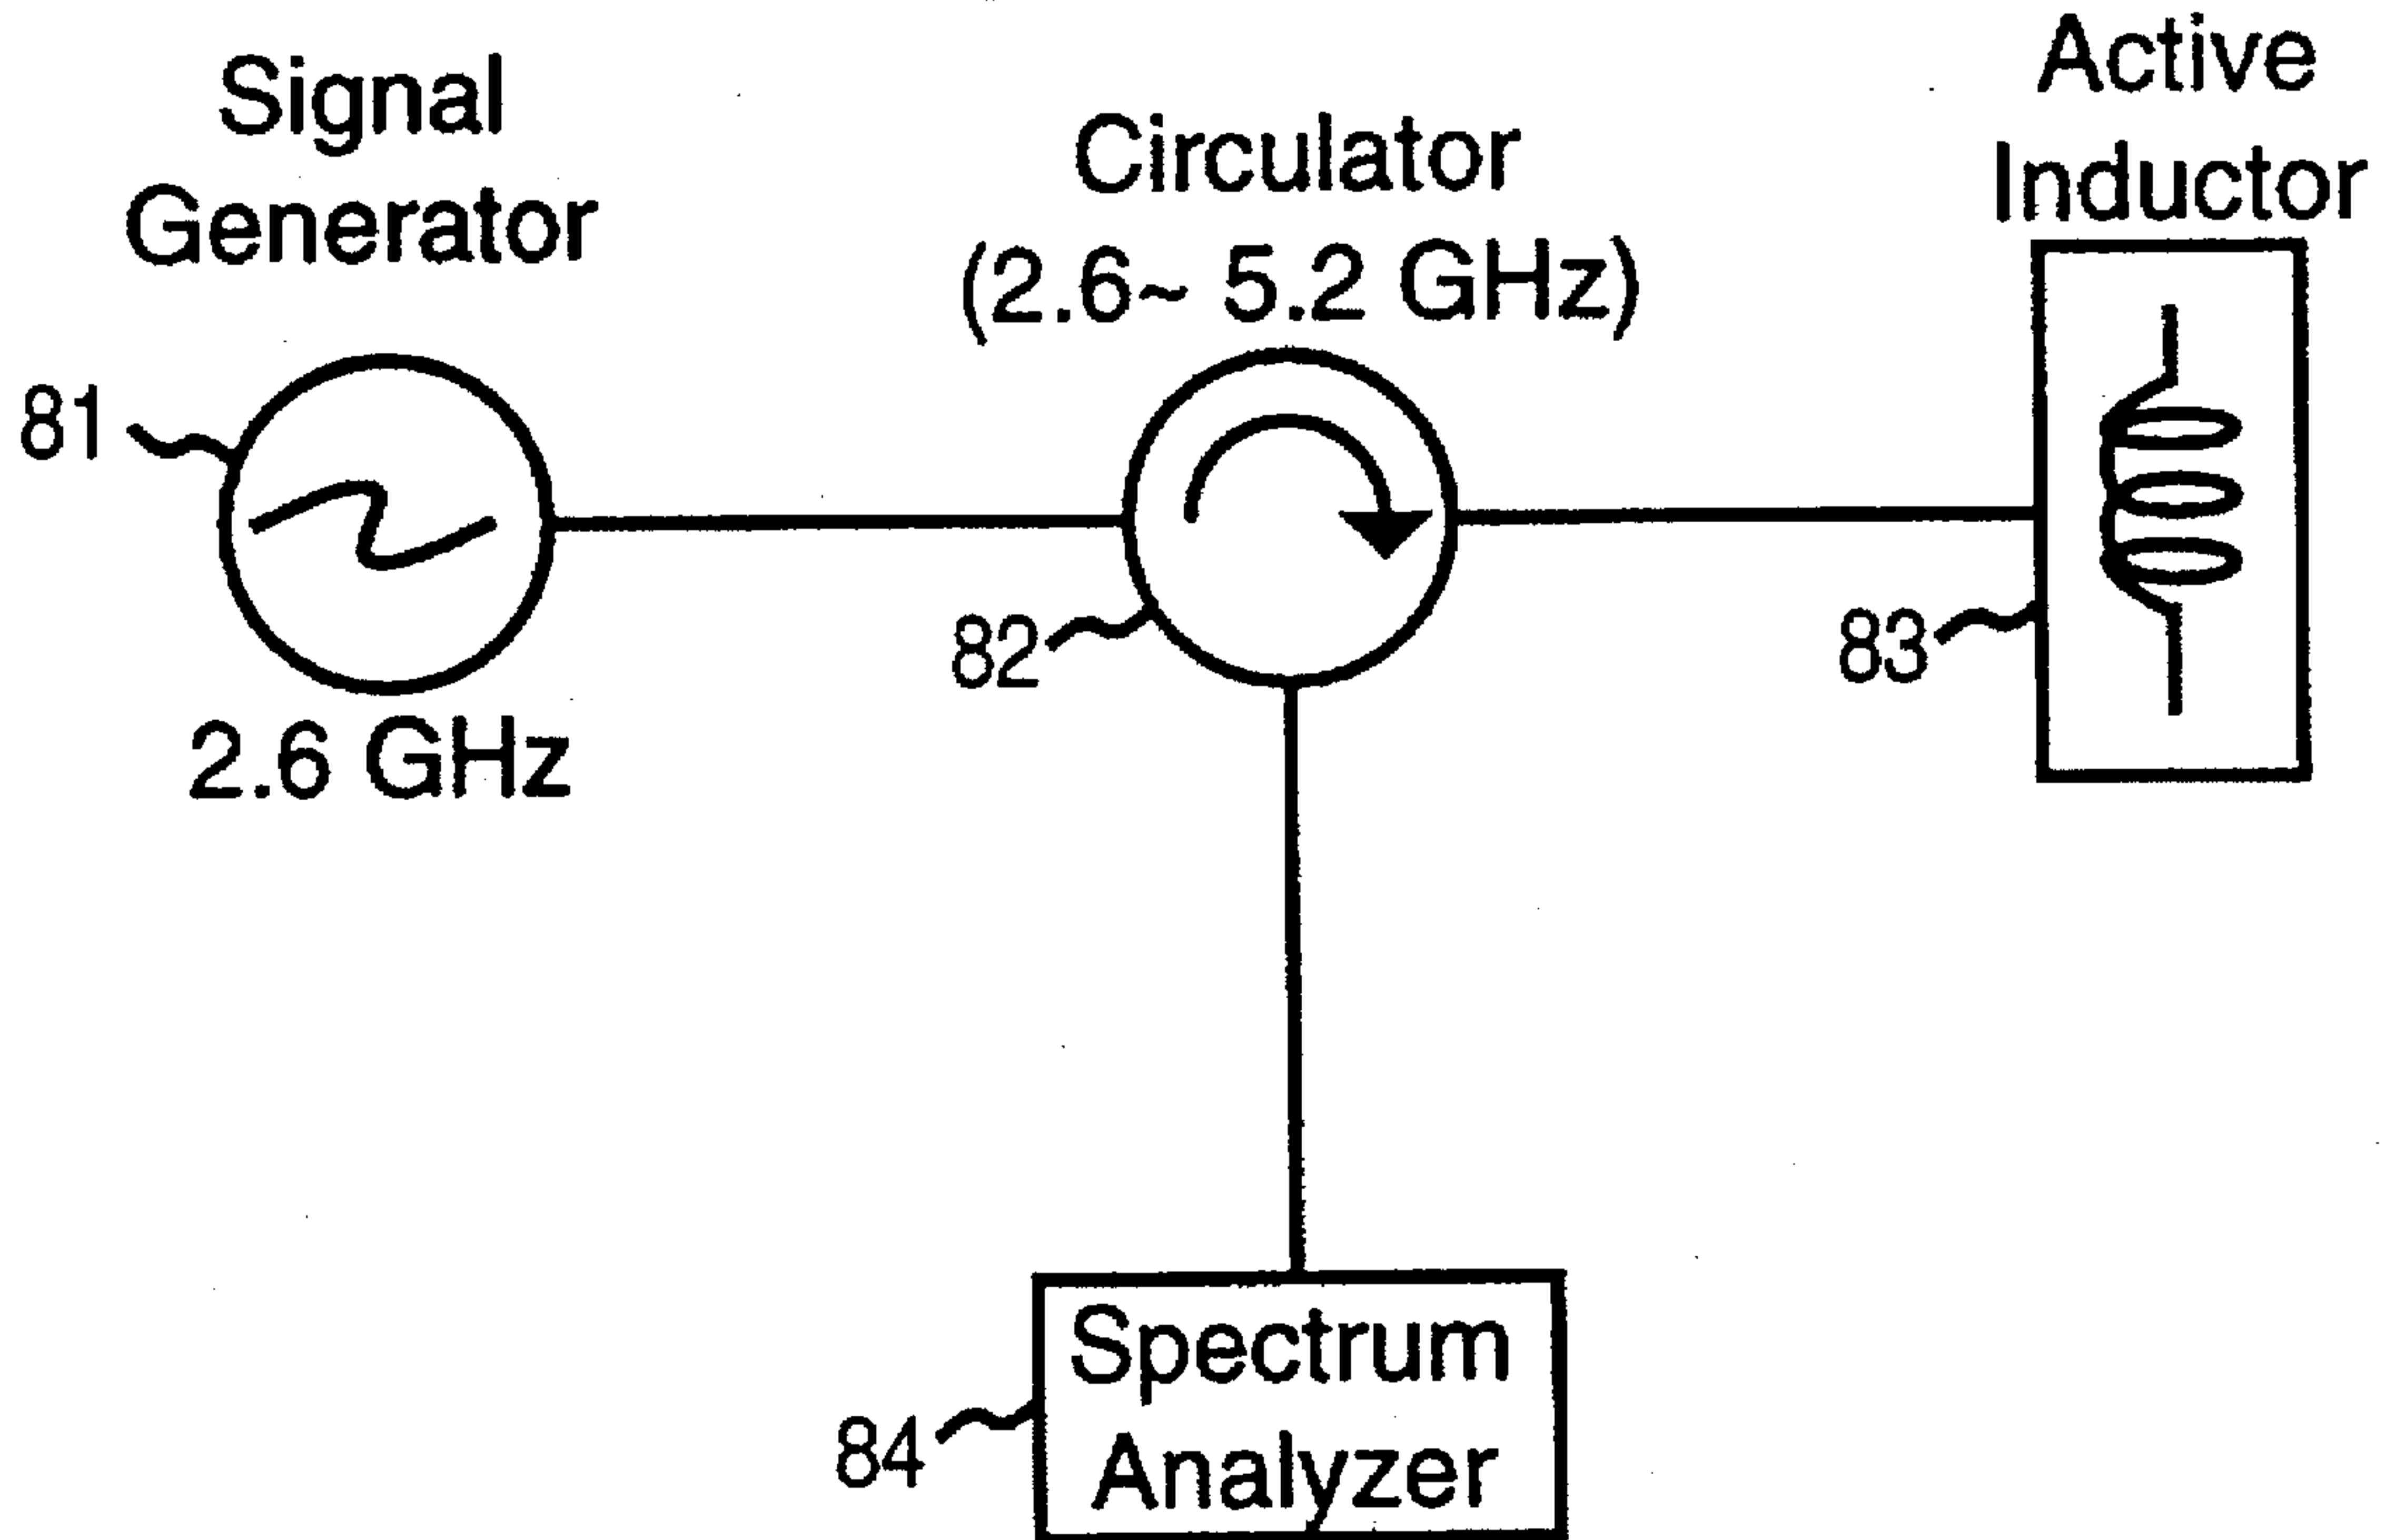 Signal
Generator
81
2.6 GHz
Circulator
(2.6~ 5.2 GHz)
82
Active
Inductor
83
84
Spectrum
Analyzer